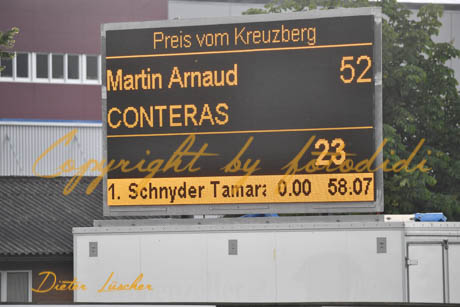 Preis vom Kreuzberg
Martin Arnaud 52
CONTERAS
23
1. Schnyder Tamara 0.00 58.07
Copyright by fotodidi
Dieter Lüscher